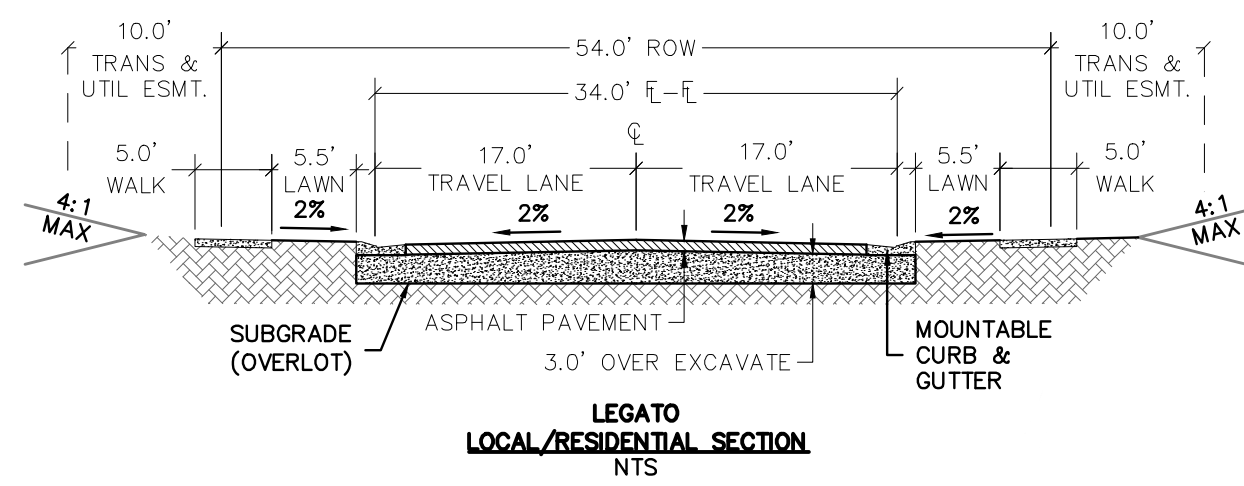 10.0'
TRANS &
UTIL ESMT.
54.0' ROW
10.0'
TRANS &
UTIL ESMT.
34.0' FL-FL
CL
5.0'
WALK
5.5'
LAWN
17.0'
TRAVEL LANE
17.0'
TRAVEL LANE
5.5'
LAWN
5.0'
WALK
4:1
MAX
2%
2%
2%
2%
4:1
MAX
SUBGRADE
(OVERLOT)
ASPHALT PAVEMENT
3.0' OVER EXCAVATE
MOUNTABLE
CURB &
GUTTER
LEGATO
LOCAL/RESIDENTIAL SECTION
NTS